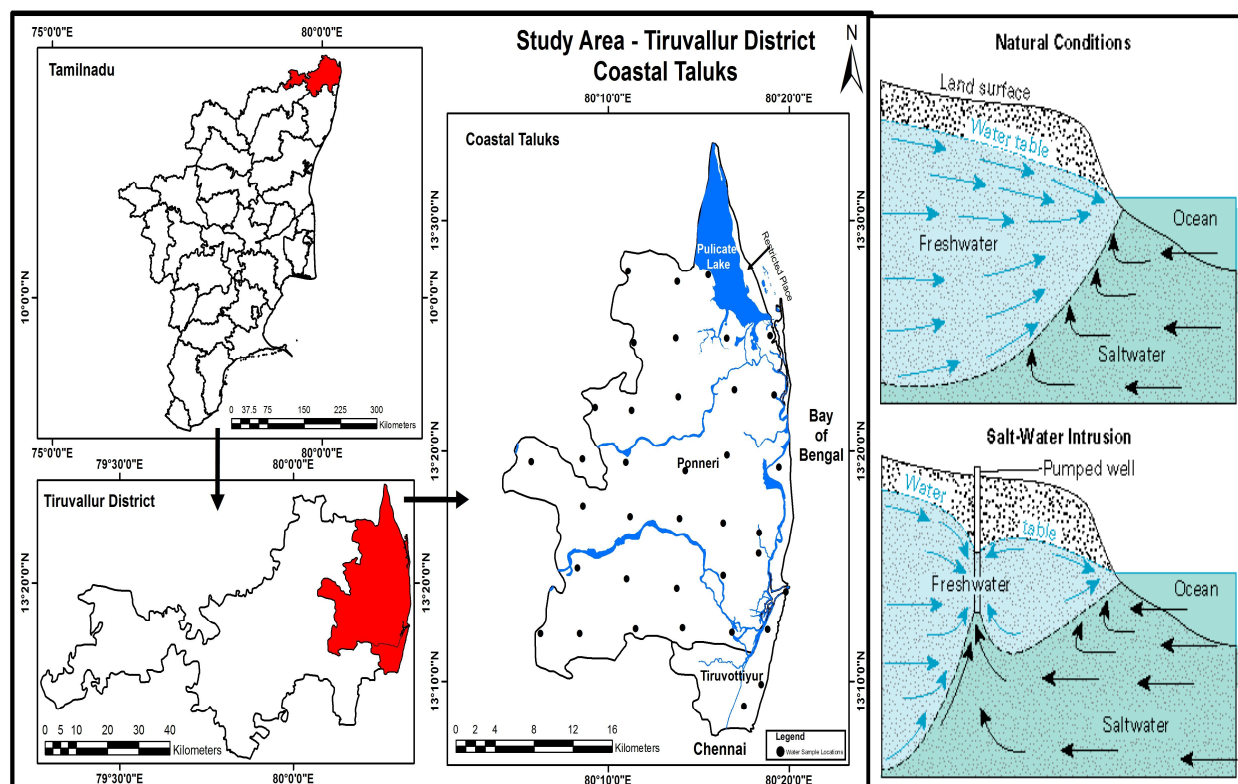 Study Area - Tiruvallur District
Coastal Taluks
N
75°0'0"E
80°0'0"E
Tamilnadu
10°0'0"N
10°0'0"N
0 37.5 75 150 225 300
Kilometers
75°0'0"E
80°0'0"E
79°30'0"E
80°0'0"E
Tiruvallur District
13°20'0"N
13°20'0"N
0 5 10 20 30 40
Kilometers
79°30'0"E
80°0'0"E
80°10'0"E
80°20'0"E
Coastal Taluks
13°30'0"N
13°30'0"N
Pulicate
Lake
Restricted Place
Bay
of
Bengal
13°20'0"N
13°20'0"N
Ponneri
13°10'0"N
13°10'0"N
Tiruvottiyur
Chennai
0 2 4 8 12 16
Kilometers
Legend
Water Sample Locations
80°10'0"E
80°20'0"E
Natural Conditions
Land surface
Water table
Ocean
Freshwater
Saltwater
Salt-Water Intrusion
Pumped well
Water
table
Freshwater
Ocean
Saltwater